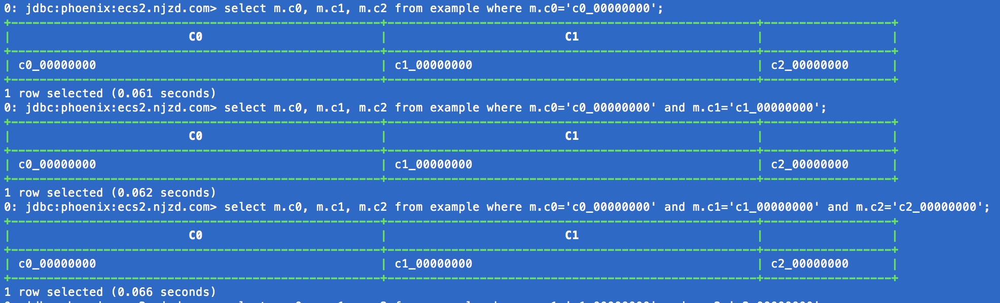 0: jdbc:phoenix:ecs2.njzd.com> select m.c0, m.c1, m.c2 from example where m.c0='c0_00000000';
C0 C1
c0_00000000 c1_00000000 c2_00000000
1 row selected (0.061 seconds)
0: jdbc:phoenix:ecs2.njzd.com> select m.c0, m.c1, m.c2 from example where m.c0='c0_00000000' and m.c1='c1_00000000';
C0 C1
c0_00000000 c1_00000000 c2_00000000
1 row selected (0.062 seconds)
0: jdbc:phoenix:ecs2.njzd.com> select m.c0, m.c1, m.c2 from example where m.c0='c0_00000000' and m.c1='c1_00000000' and m.c2='c2_00000000';
C0 C1
c0_00000000 c1_00000000 c2_00000000
1 row selected (0.066 seconds)